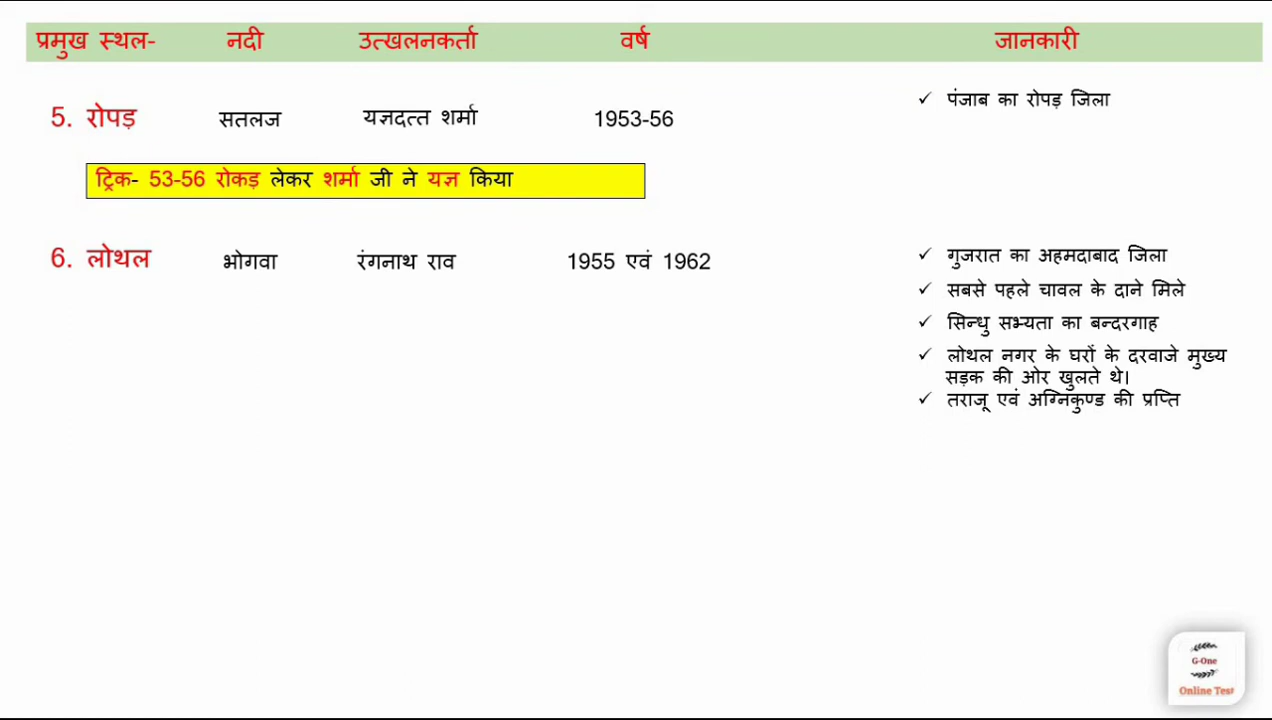 प्रमुख स्थल- नदी उत्खलनकर्ता वर्ष जानकारी
5. रोपड़ सतलज यज्ञदत्त शर्मा 1953-56
✓ पंजाब का रोपड़ जिला
ट्रिक- 53-56 रोकड़ लेकर शर्मा जी ने यज्ञ किया
6. लोथल भोगवा रंगनाथ राव 1955 एवं 1962
✓ गुजरात का अहमदाबाद जिला
✓ सबसे पहले चावल के दाने मिले
✓ सिन्धु सभ्यता का बन्दरगाह
✓ लोथल नगर के घरों के दरवाजे मुख्य
सड़क की ओर खुलते थे।
✓ तराजू एवं अग्निकुण्ड की प्रप्ति
G-One
Online Test